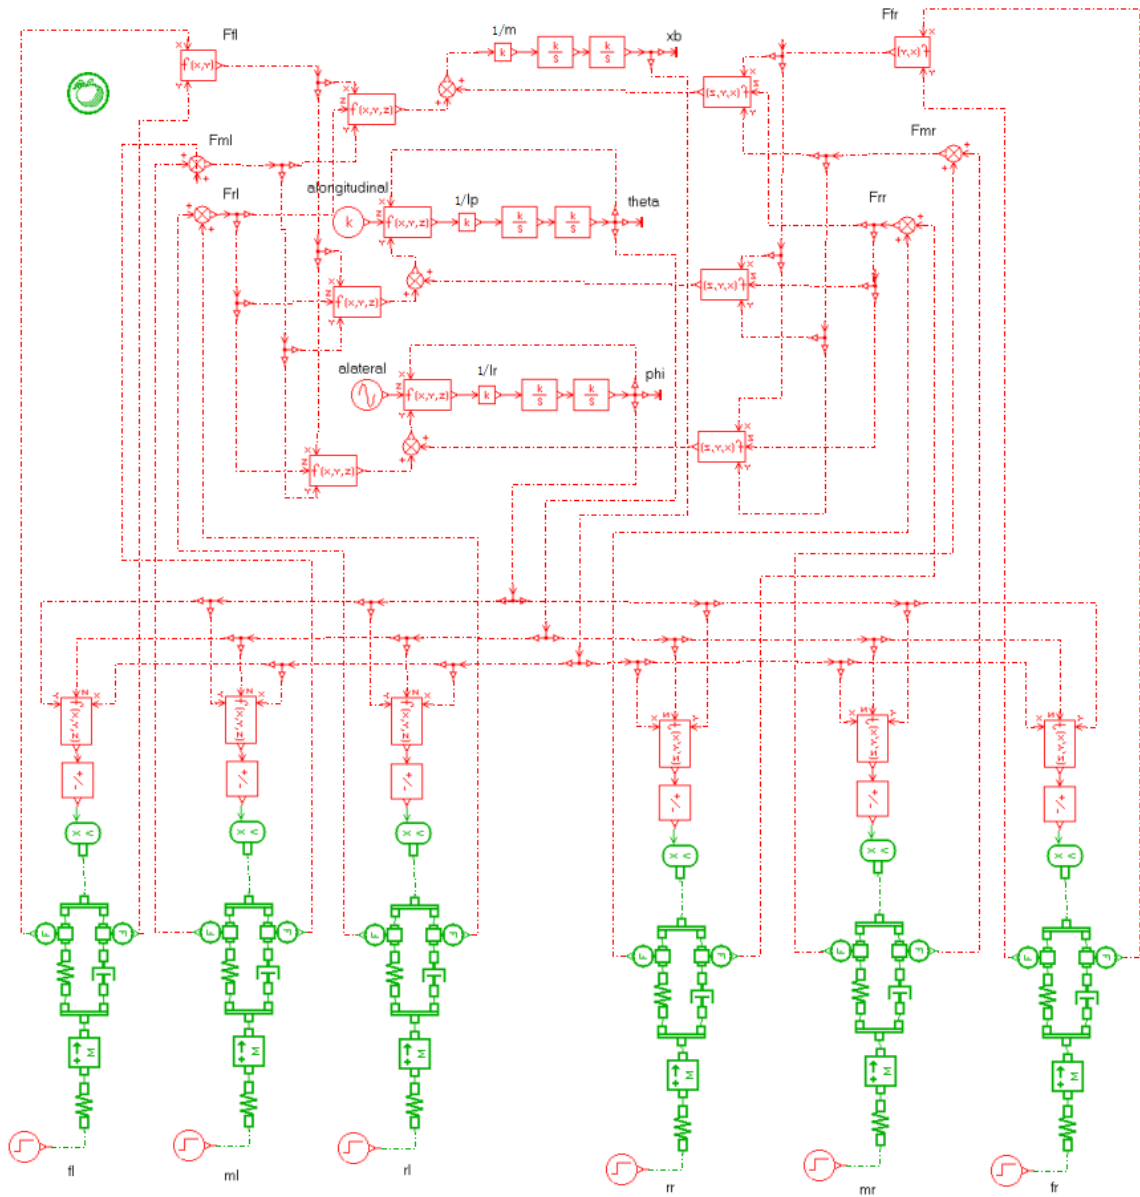 Ffl
Ffr
1/m
xb
X
f(x,y)
Y
k
k
S
k
S
f(x,y)
X
Y
X
Z
f(x,y,z)
Y
f(x,y,z)
X
Z
Y
Fml
Fmr
Frl
alongitudinal
1/Ip
theta
Frr
k
X
Z
f(x,y,z)
Y
k
k
S
k
S
X
Z
f(x,y,z)
Y
f(x,y,z)
X
Z
Y
alateral
1/Ir
phi
X
Z
f(x,y,z)
Y
k
k
S
k
S
X
Z
f(x,y,z)
Y
f(x,y,z)
X
Z
Y
Y Z X
Y Z X
Y Z X
X Z Y
X Z Y
X Z Y
f(x,y,z)
f(x,y,z)
f(x,y,z)
f(x,y,z)
f(x,y,z)
f(x,y,z)
+/-
+/-
+/-
+/-
+/-
+/-
X V
X V
X V
X V
X V
X V
F F
F F
F F
F F
F F
F F
M
M
M
M
M
M
fl
ml
rl
rr
mr
fr